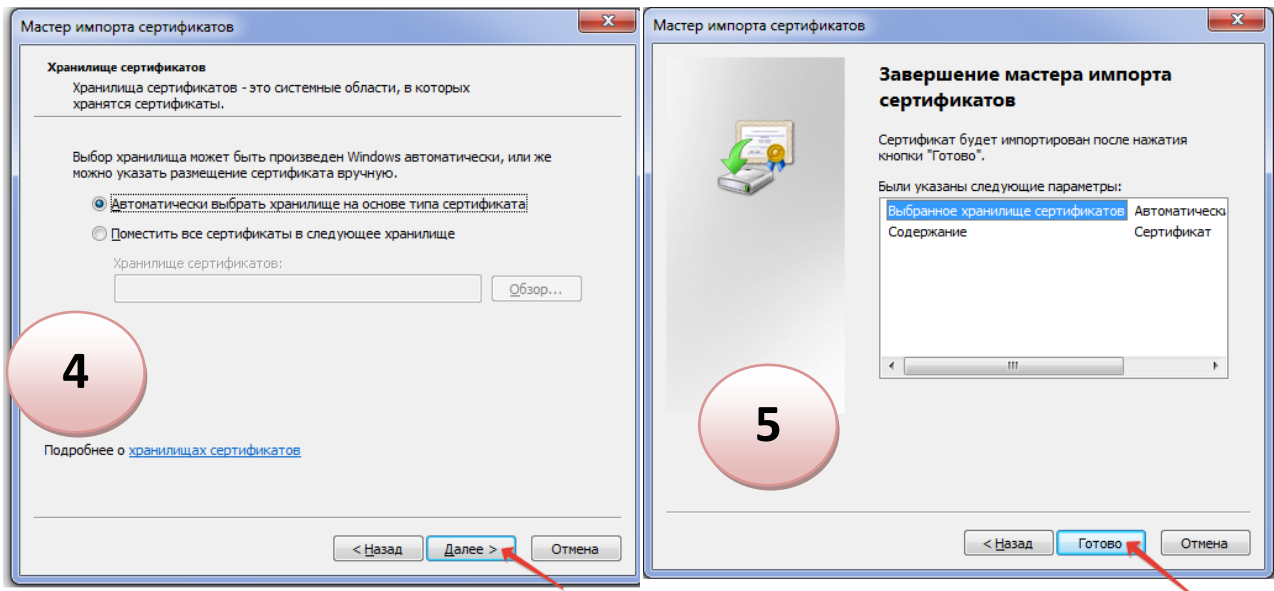 Мастер импорта сертификатов
Хранилище сертификатов
Хранилища сертификатов - это системные области, в которых
хранятся сертификаты.
Выбор хранилища может быть произведен Windows автоматически, или же
можно указать размещение сертификата вручную.
Автоматически выбрать хранилище на основе типа сертификата
Поместить все сертификаты в следующее хранилище
Хранилище сертификатов:
Обзор...
4
Подробнее о хранилищах сертификатов
< Назад Далее > Отмена
Мастер импорта сертификатов
Завершение мастера импорта
сертификатов
Сертификат будет импортирован после нажатия
кнопки "Готово".
Были указаны следующие параметры:
Выбранное хранилище сертификатов Автоматически
Содержание Сертификат
5
< Назад Готово Отмена